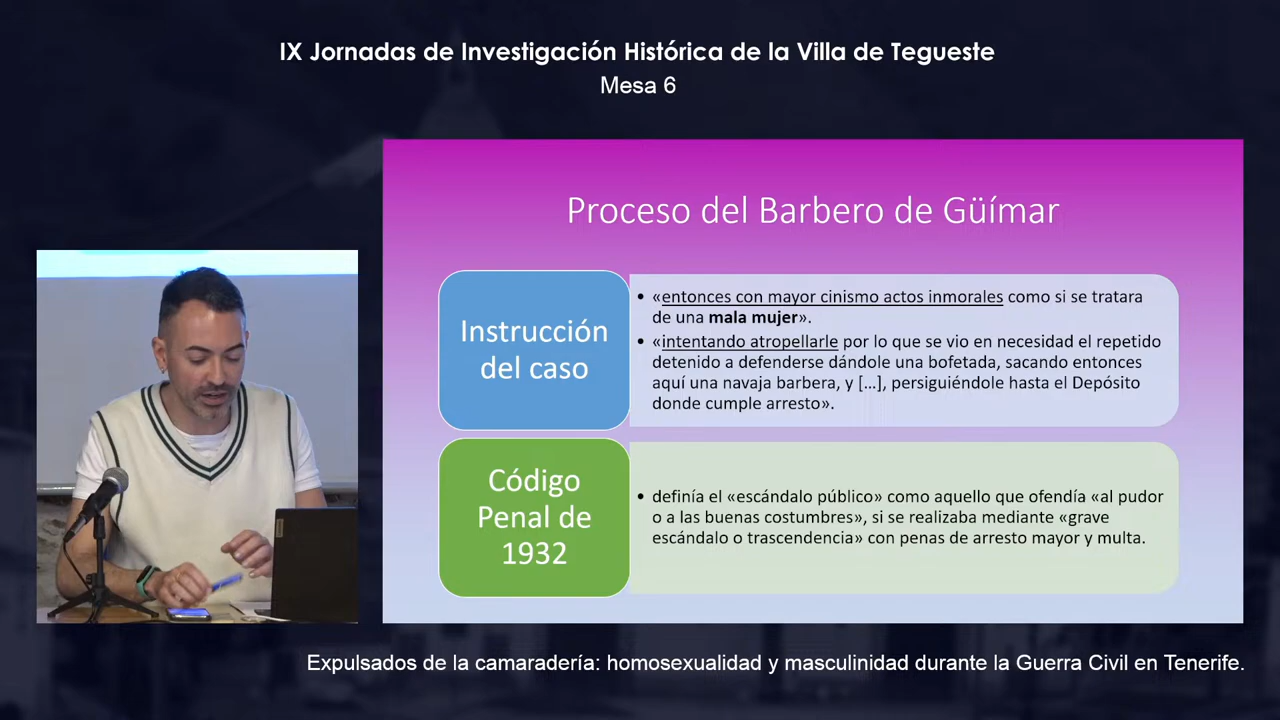 IX Jornadas de Investigación Histórica de la Villa de Tegueste
Mesa 6
Proceso del Barbero de Güímar
Instrucción
del caso
• «entonces con mayor cinismo actos inmorales como si se tratara
de una mala mujer».
• «intentando atropellarle por lo que se vio en necesidad el repetido
detenido a defenderse dándole una bofetada, sacando entonces
aquí una navaja barbera, y [...], persiguiéndole hasta el Depósito
donde cumple arresto».
Código
Penal de
1932
• definía el «escándalo público» como aquello que ofendía «al pudor
o a las buenas costumbres», si se realizaba mediante «grave
escándalo o trascendencia» con penas de arresto mayor y multa.
Expulsados de la camaradería: homosexualidad y masculinidad durante la Guerra Civil en Tenerife.